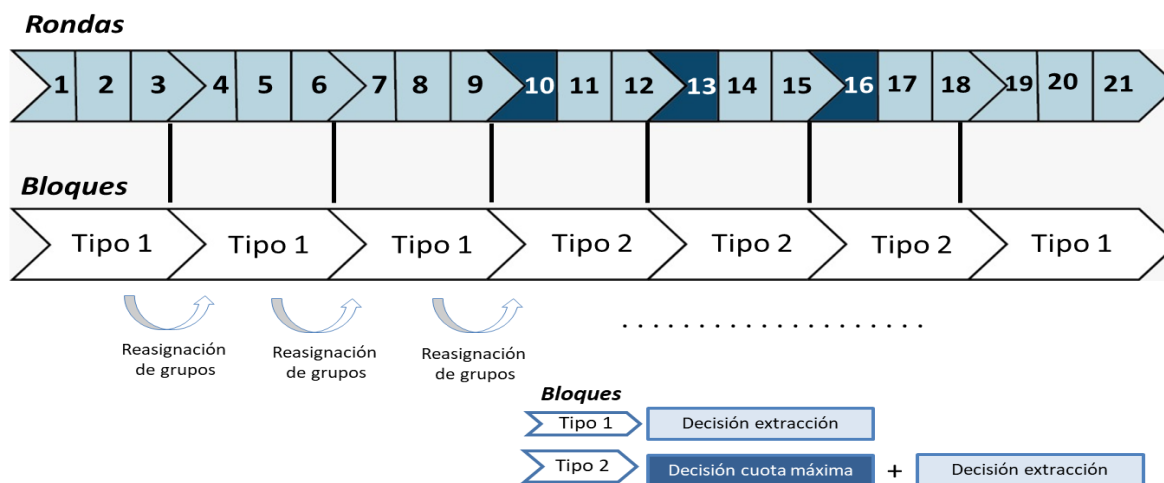 Rondas
1 2 3 4 5 6 7 8 9 10 11 12 13 14 15 16 17 18 19 20 21
Bloques
Tipo 1 Tipo 1 Tipo 1 Tipo 2 Tipo 2 Tipo 2 Tipo 1
Reasignación Reasignación Reasignación
de grupos de grupos de grupos
Bloques
Tipo 1 Decisión extracción
Tipo 2 Decisión cuota máxima + Decisión extracción